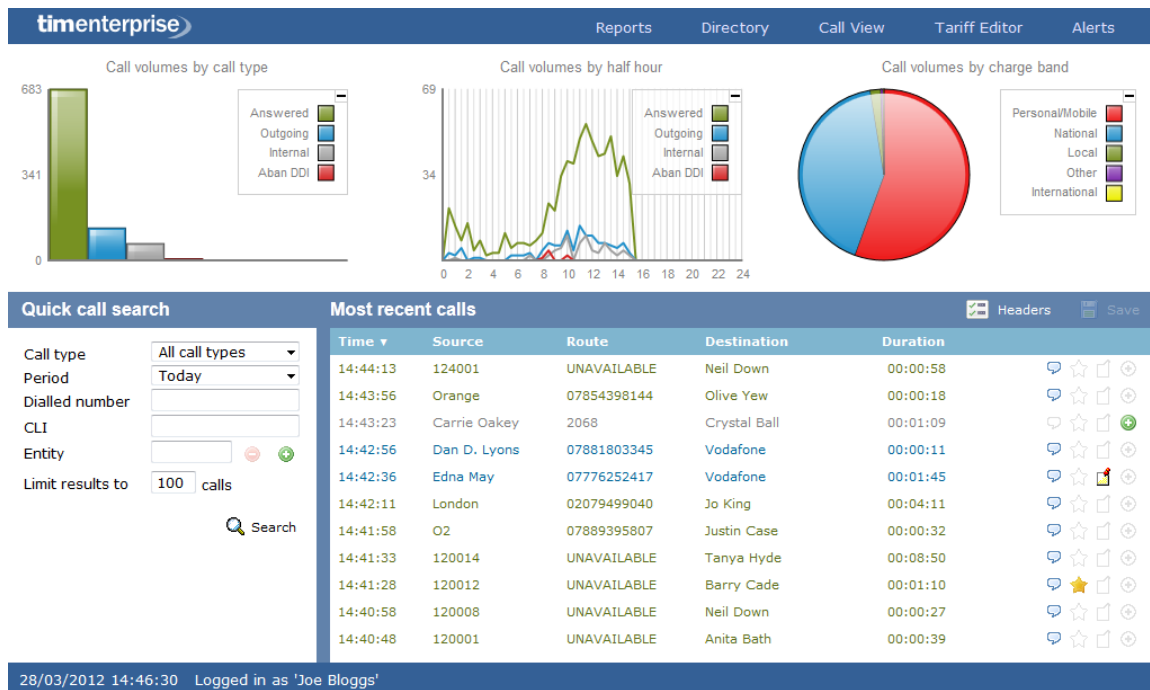 timenterprise
Reports Directory Call View Tariff Editor Alerts
Call volumes by call type
683
341
0
Answered
Outgoing
Internal
Aban DDI
Call volumes by half hour
69
34
0 2 4 6 8 10 12 14 16 18 20 22 24
Answered
Outgoing
Internal
Aban DDI
Call volumes by charge band
Personal/Mobile
National
Local
Other
International
Quick call search
Call type All call types
Period Today
Dialled number
CLI
Entity
Limit results to 100 calls
Search
Most recent calls Headers Save
Time ▾ Source Route Destination Duration
14:44:13 124001 UNAVAILABLE Neil Down 00:00:58
14:43:56 Orange 07854398144 Olive Yew 00:00:18
14:43:23 Carrie Oakey 2068 Crystal Ball 00:01:09
14:42:56 Dan D. Lyons 07881803345 Vodafone 00:00:11
14:42:36 Edna May 07776252417 Vodafone 00:01:45
14:42:11 London 02079499040 Jo King 00:04:11
14:41:58 O2 07889395807 Justin Case 00:00:32
14:41:33 120014 UNAVAILABLE Tanya Hyde 00:08:50
14:41:28 120012 UNAVAILABLE Barry Cade 00:01:10
14:40:58 120008 UNAVAILABLE Neil Down 00:00:27
14:40:48 120001 UNAVAILABLE Anita Bath 00:00:39
28/03/2012 14:46:30 Logged in as 'Joe Bloggs'